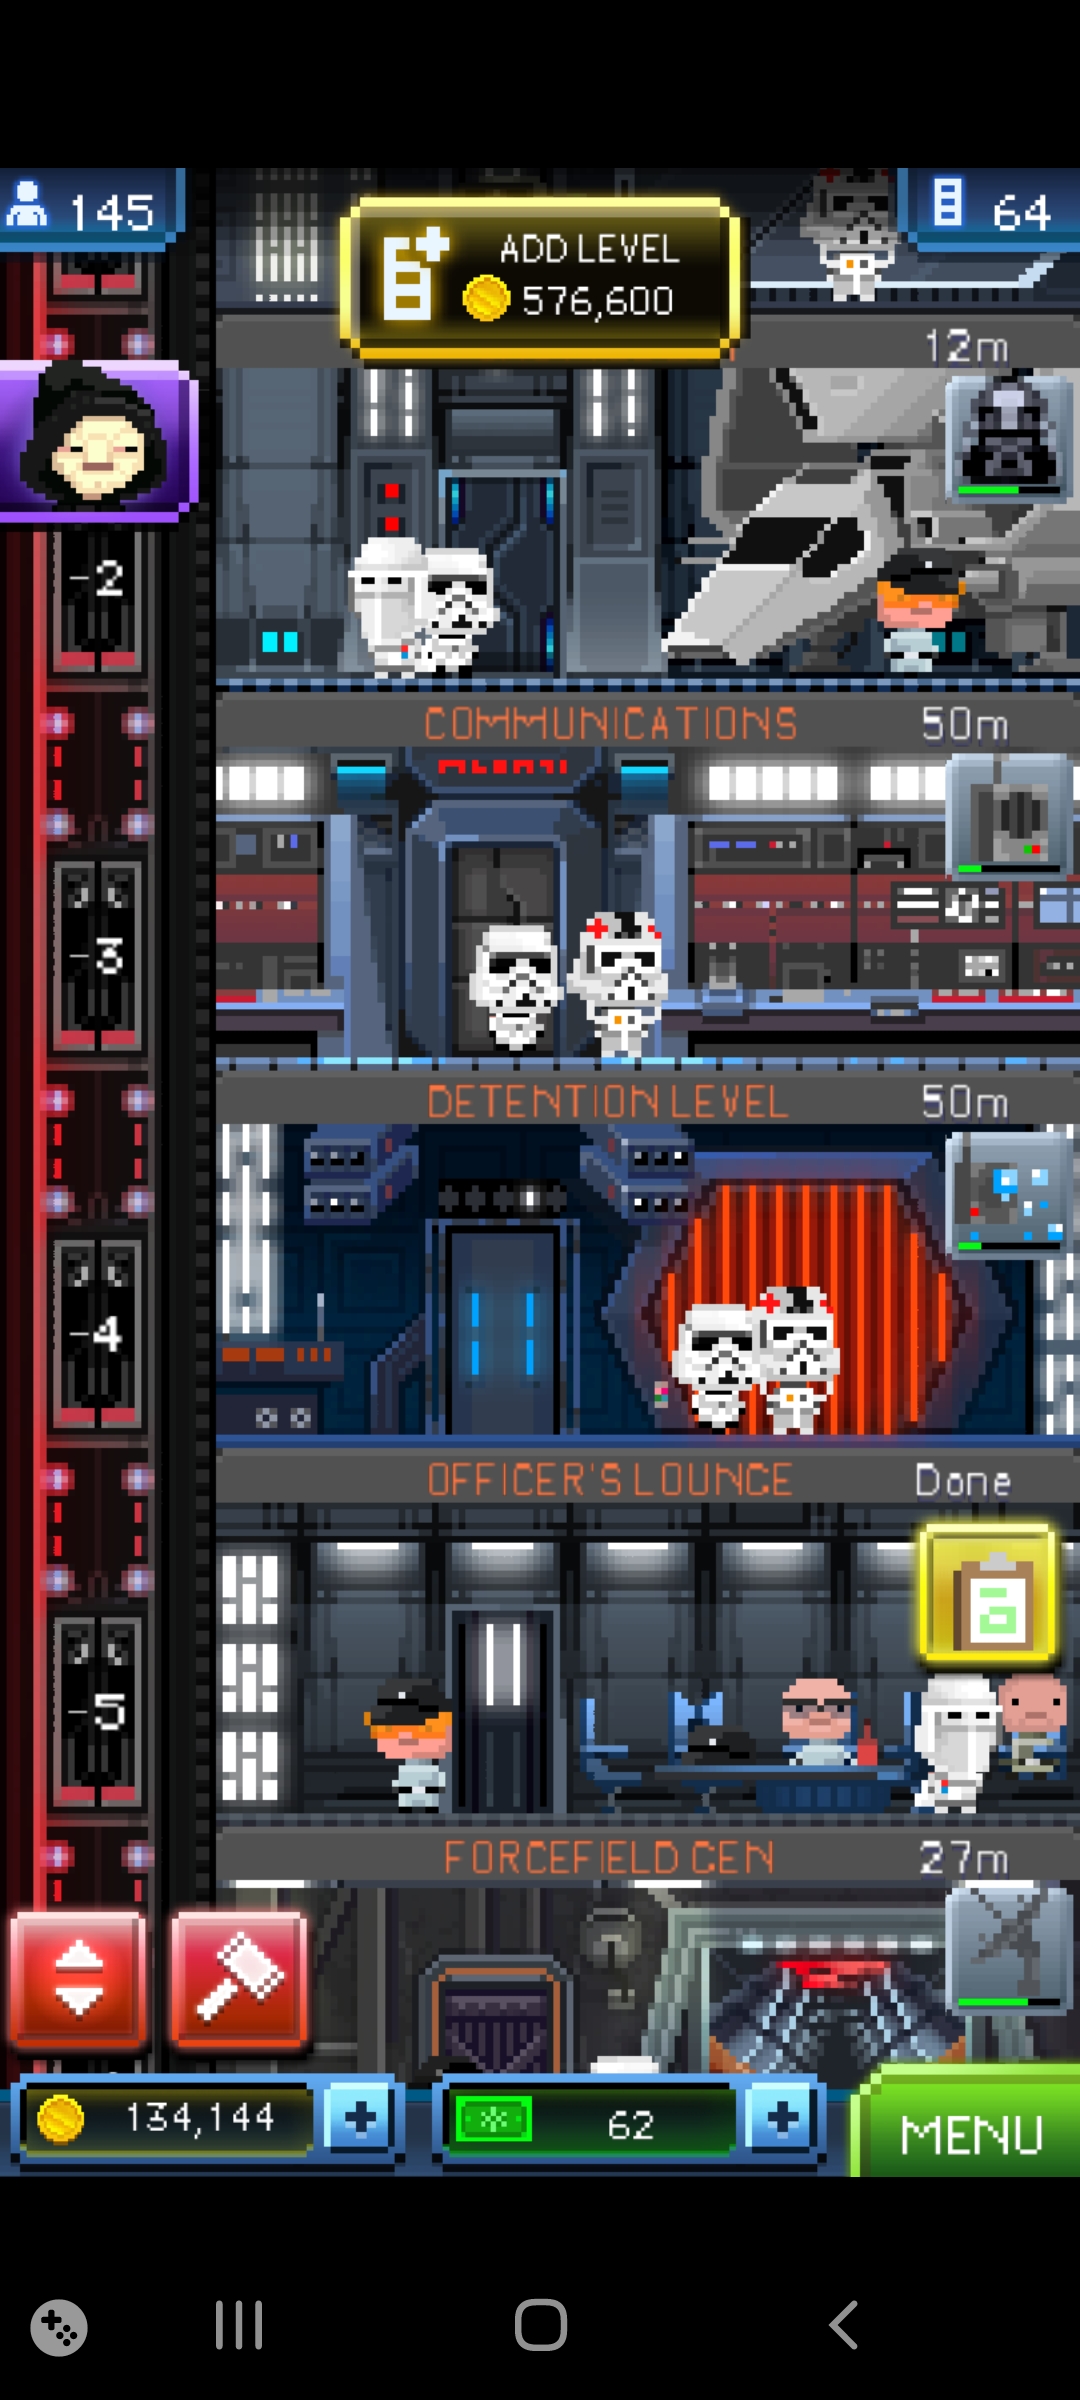 145
ADD LEVEL
576,600
64
12m
-2
COMMUNICATIONS 50m
-3
DETENTION LEVEL 50m
-4
OFFICER'S LOUNGE Done
-5
FORCEFIELD GEN 27m
134,144
62
MENU